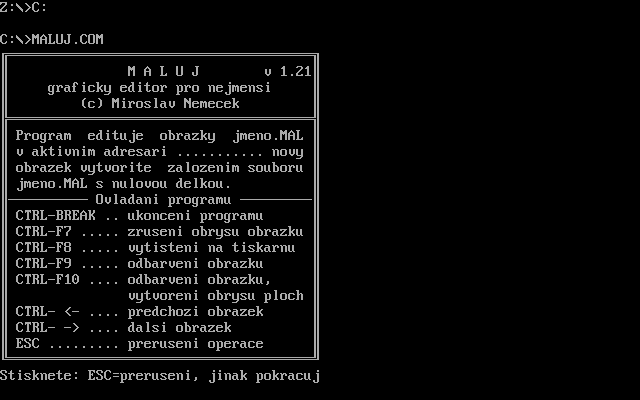 Z:\>C:
C:\>MALUJ.COM
M A L U J v 1.21
graficky editor pro nejmensi
(c) Miroslav Nemecek
Program edituje obrazky jmeno.MAL
v aktivnim adresari ........... novy
obrazek vytvorite zalozenim souboru
jmeno.MAL s nulovou delkou.
Ovladani programu
CTRL-BREAK .. ukonceni programu
CTRL-F7 ..... zruseni obrysu obrazku
CTRL-F8 ..... vytisteni na tiskarnu
CTRL-F9 ..... odbarveni obrazku
CTRL-F10 .... odbarveni obrazku,
vytvoreni obrysu ploch
CTRL- <- .... predchozi obrazek
CTRL- -> .... dalsi obrazek
ESC ......... preruseni operace
Stisknete: ESC=preruseni, jinak pokracuj